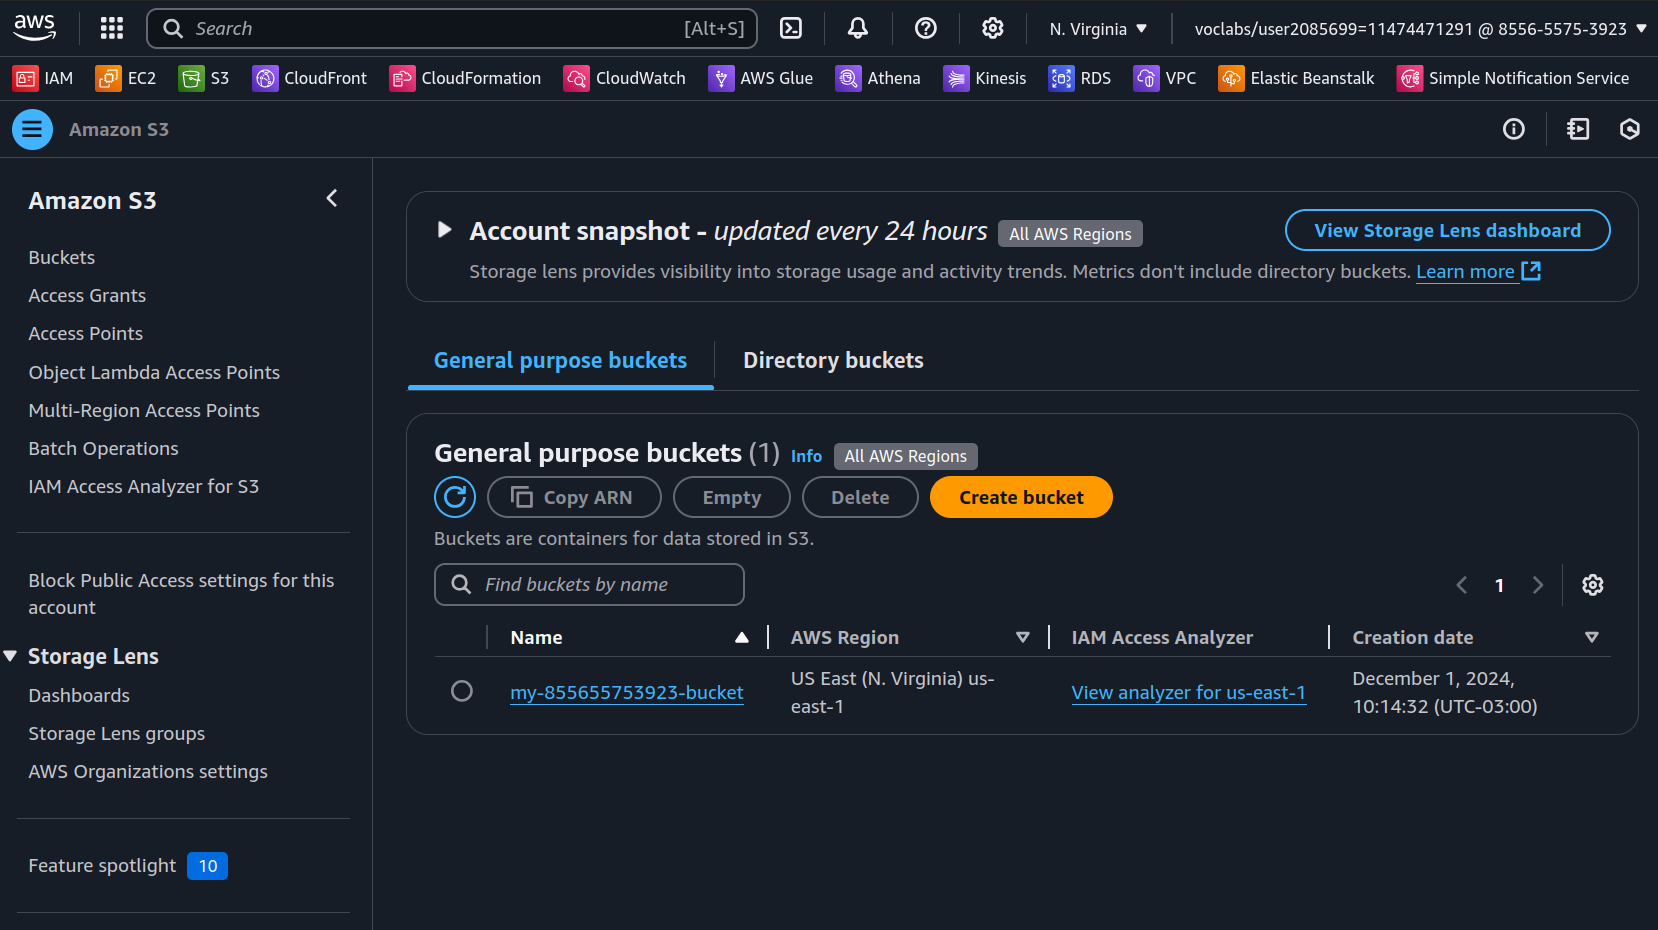 aws
Search [Alt+S]
N. Virginia
voclabs/user2085699=11474471291 @ 8556-5575-3923
IAM EC2 S3 CloudFront CloudFormation CloudWatch AWS Glue Athena Kinesis RDS VPC Elastic Beanstalk Simple Notification Service
Amazon S3
Amazon S3
Buckets
Access Grants
Access Points
Object Lambda Access Points
Multi-Region Access Points
Batch Operations
IAM Access Analyzer for S3
Block Public Access settings for this
account
Storage Lens
Dashboards
Storage Lens groups
AWS Organizations settings
Feature spotlight 10
Account snapshot - updated every 24 hours All AWS Regions
View Storage Lens dashboard
Storage lens provides visibility into storage usage and activity trends. Metrics don't include directory buckets. Learn more
General purpose buckets Directory buckets
General purpose buckets (1) Info All AWS Regions
Copy ARN Empty Delete Create bucket
Buckets are containers for data stored in S3.
Find buckets by name
1
Name AWS Region IAM Access Analyzer Creation date
my-855655753923-bucket
US East (N. Virginia) us-
east-1
View analyzer for us-east-1
December 1, 2024,
10:14:32 (UTC-03:00)